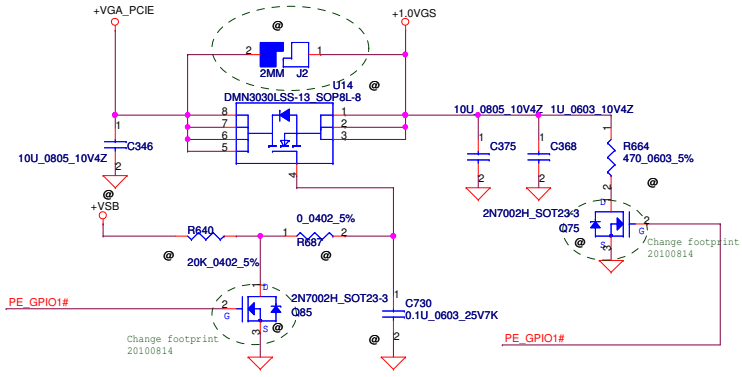 +VGA_PCIE
+1.0VGS
@
2
1
2MM
J2
@
U14
DMN3030LSS-13_SOP8L-8
8
7
6
5
1
2
3
4
10U_0805_10V4Z
1U_0603_10V4Z
1
C346
2
10U_0805_10V4Z
@
1
C375
2
1
C368
2
1
R664
470_0603_5%
2
@
+VSB
R640
20K_0402_5%
@
0_0402_5%
1
R687
2
@
2N7002H_SOT23-3
D
Q75
@
S
3
G
2
Change footprint
20100814
PE_GPIO1#
2
G
1
D
2N7002H_SOT23-3
Q85
@
S
3
Change footprint
20100814
1
C730
0.1U_0603_25V7K
2
@
PE_GPIO1#